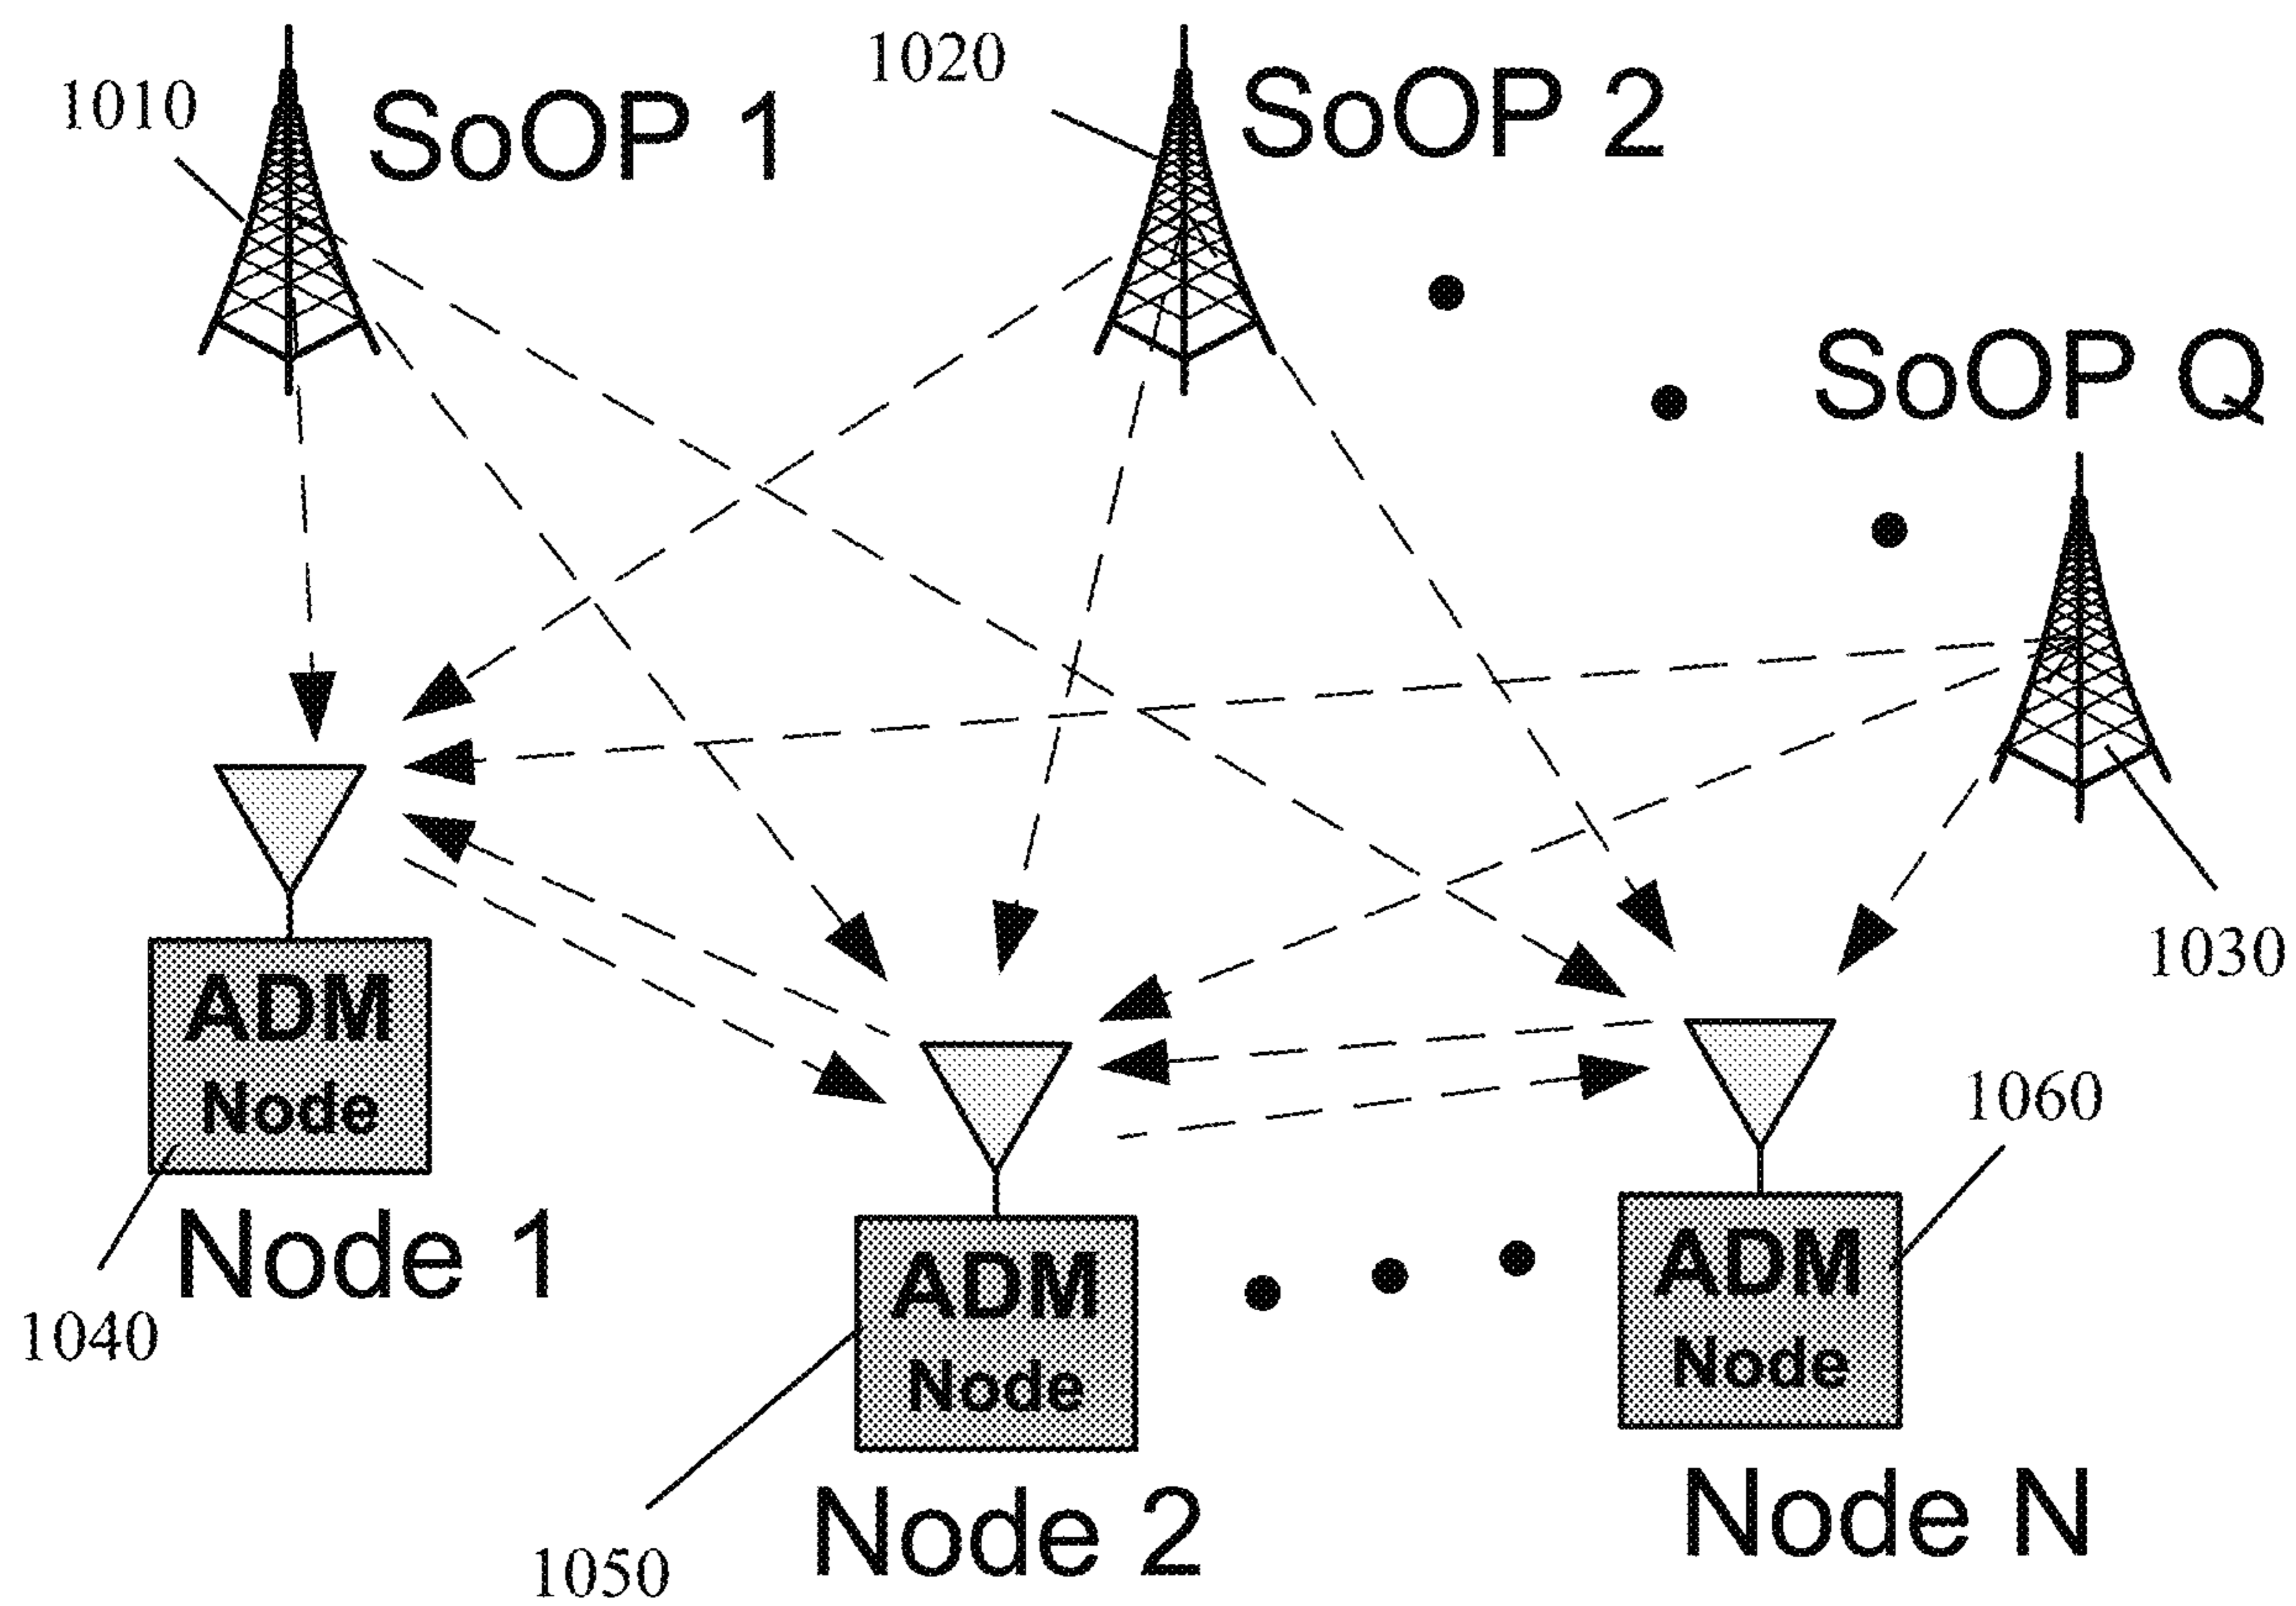 1010
SoOP 1
1020
SoOP 2
SoOP Q
1030
ADM
Node
Node 1
1040
ADM
Node
Node 2
1050
1060
ADM
Node
Node N